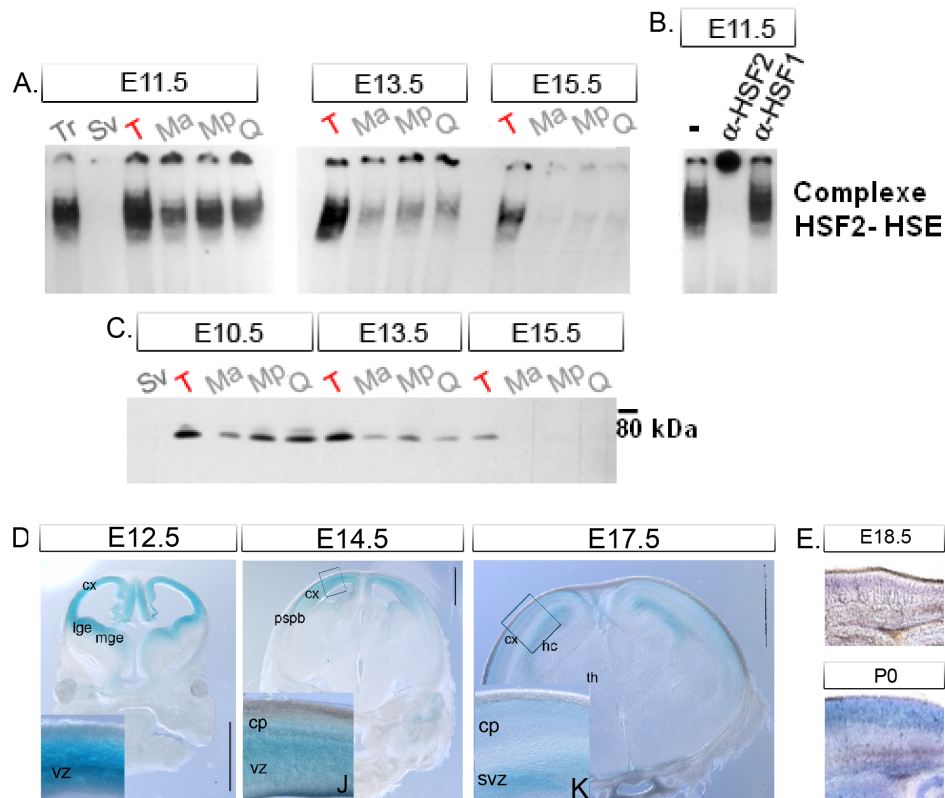 A.
E11.5
Tr Sv T Ma Mp Q
E13.5
T Ma Mp Q
E15.5
T Ma Mp Q
B.
E11.5
- α-HSF2 α-HSF1
Complexe
HSF2- HSE
C.
E10.5
Sv T Ma Mp Q
E13.5
T Ma Mp Q
E15.5
T Ma Mp Q
80 kDa
D
E12.5
cx
lge
mge
vz
E14.5
cx
pspb
cp
vz
J
E17.5
cx
hc
th
cp
svz
K
E.
E18.5
P0